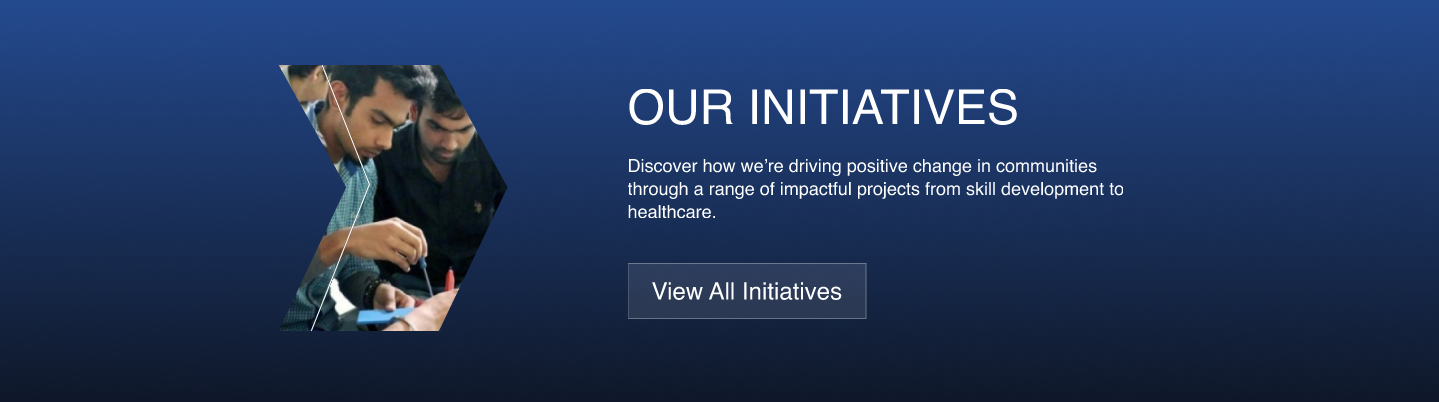 OUR INITIATIVES
Discover how we’re driving positive change in communities
through a range of impactful projects from skill development to
healthcare.
View All Initiatives